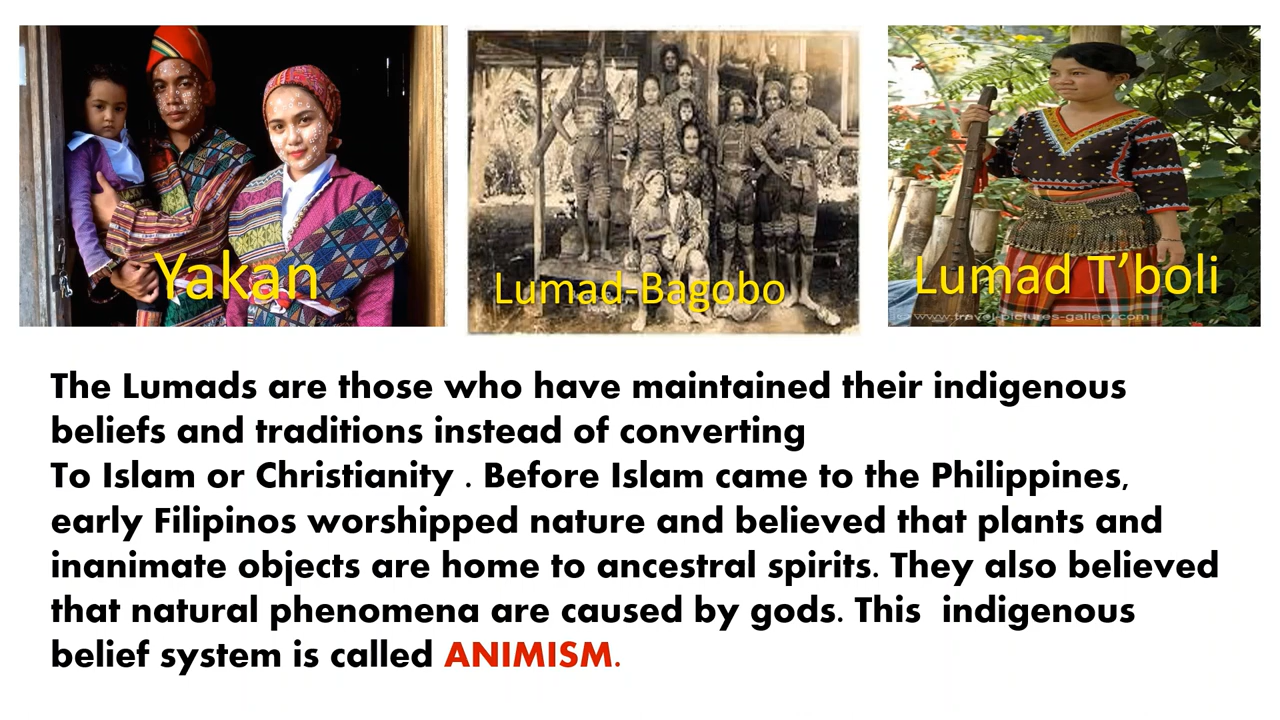 Yakan
Lumad-Bagobo
Lumad T’boli
www.travel-pictures-gallery.com
The Lumads are those who have maintained their indigenous
beliefs and traditions instead of converting
To Islam or Christianity . Before Islam came to the Philippines,
early Filipinos worshipped nature and believed that plants and
inanimate objects are home to ancestral spirits. They also believed
that natural phenomena are caused by gods. This  indigenous
belief system is called ANIMISM.